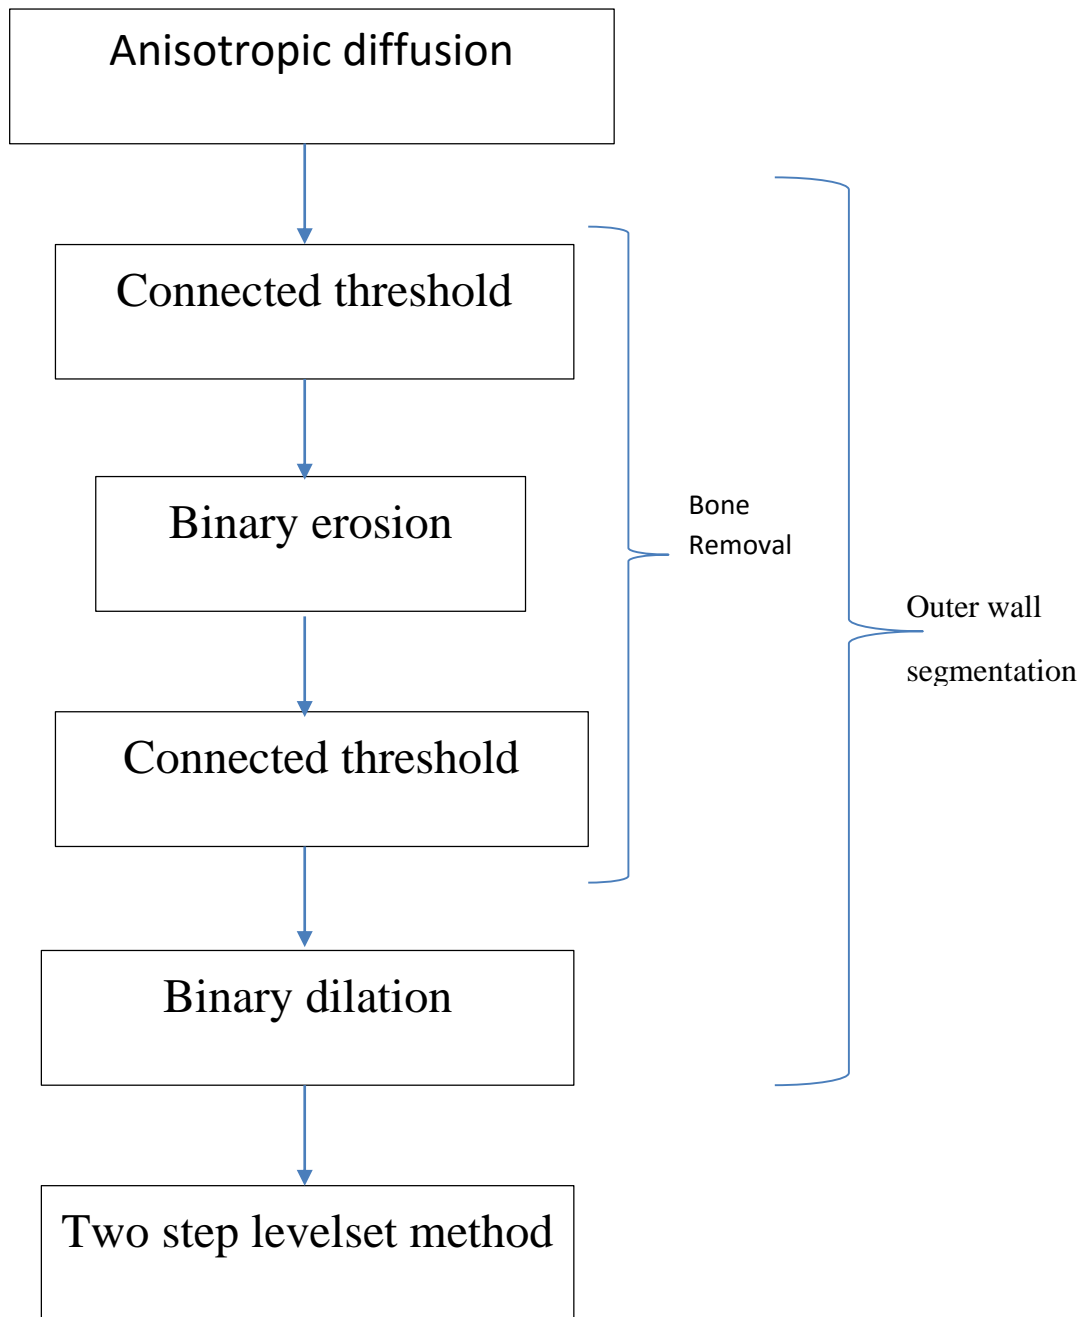 Anisotropic diffusion
Connected threshold
Binary erosion
Connected threshold
Binary dilation
Two step levelset method
Bone
Removal
Outer wall
segmentation